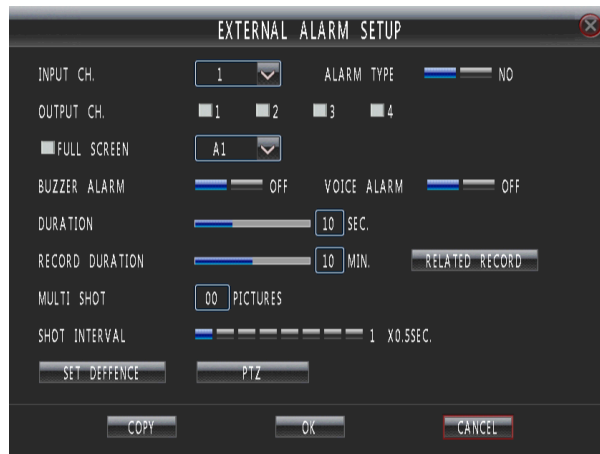 EXTERNAL ALARM SETUP
INPUT CH. 1 ALARM TYPE NO
OUTPUT CH. 1 2 3 4
FULL SCREEN A1
BUZZER ALARM OFF VOICE ALARM OFF
DURATION 10 SEC.
RECORD DURATION 10 MIN. RELATED RECORD
MULTI SHOT 00 PICTURES
SHOT INTERVAL 1 X0.5SEC.
SET DEFFENCE PTZ
COPY OK CANCEL